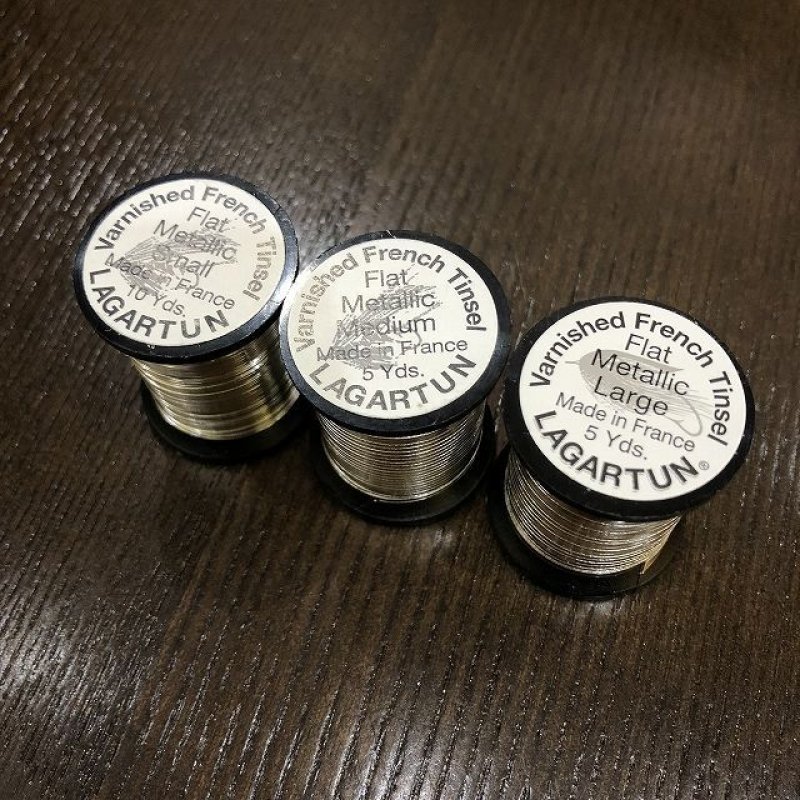 Varnished French Tinsel
Flat
Metallic
Small
Made in France
10 Yds.
LAGARTUN
Varnished French Tinsel
Flat
Metallic
Medium
Made in France
5 Yds.
LAGARTUN
Varnished French Tinsel
Flat
Metallic
Large
Made in France
5 Yds.
LAGARTUN®